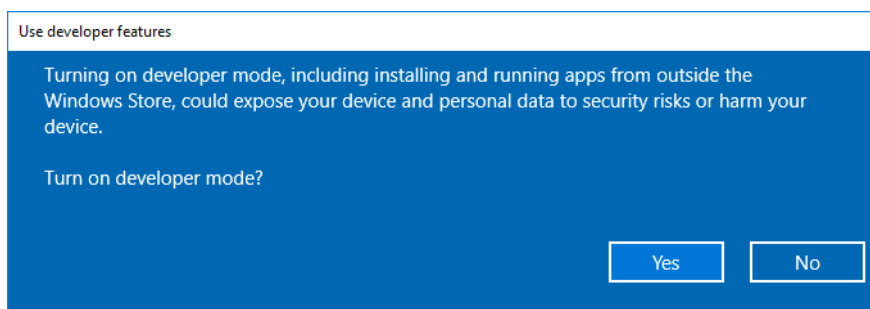 Use developer features
Turning on developer mode, including installing and running apps from outside the
Windows Store, could expose your device and personal data to security risks or harm your
device.
Turn on developer mode?
Yes
No